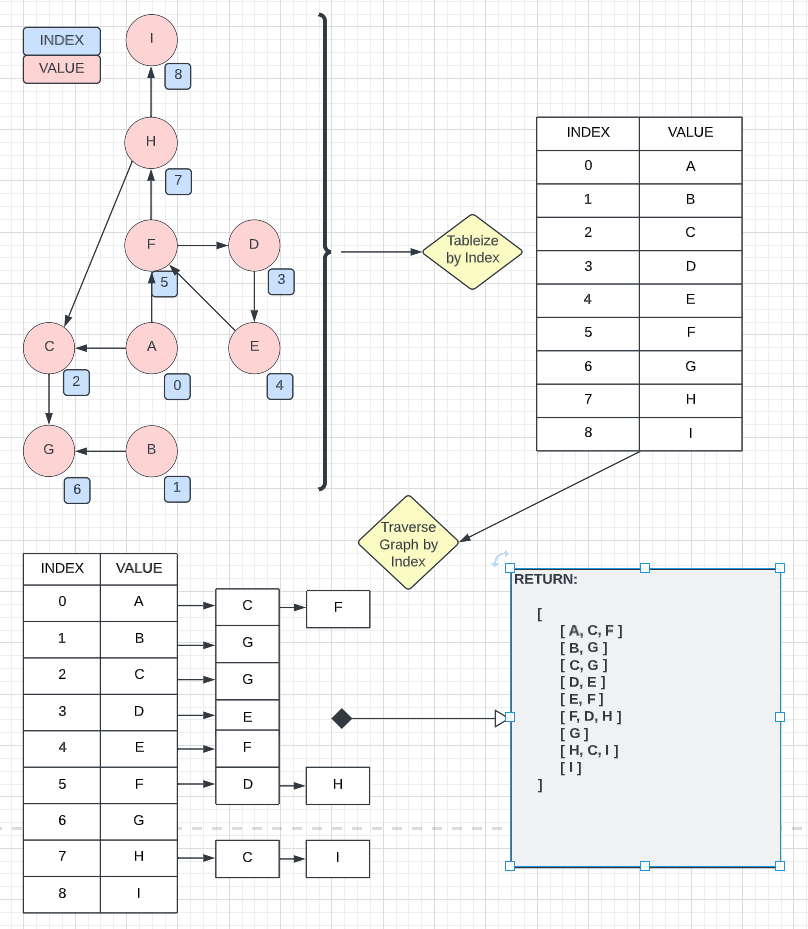 INDEX
VALUE
I
8
H
7
F
D
5
3
C
A
E
2
0
4
G
B
6
1
Tableize
by Index
INDEX VALUE
0 A
1 B
2 C
3 D
4 E
5 F
6 G
7 H
8 I
Traverse
Graph by
Index
INDEX VALUE
0 A C F
1 B G
2 C G
3 D E
4 E F
5 F D H
6 G
7 H C I
8 I
RETURN:
[
[ A, C, F ]
[ B, G ]
[ C, G ]
[ D, E ]
[ E, F ]
[ F, D, H ]
[ G ]
[ H, C, I ]
[ I ]
]